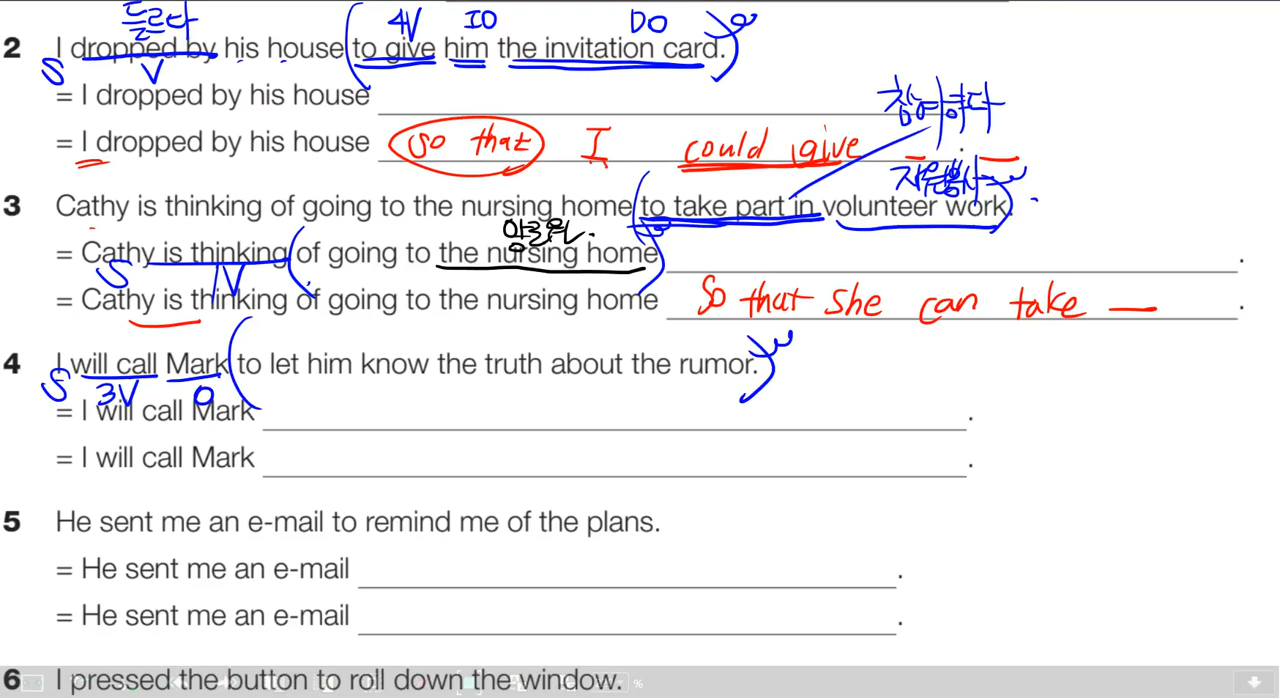 들르다 4V IO DO
2 I dropped by his house to give him the invitation card.
S V
= I dropped by his house
참여하다
= I dropped by his house so that I could give .
자원봉사
3 Cathy is thinking of going to the nursing home to take part in volunteer work.
양로원.
= Cathy is thinking of going to the nursing home .
S IV
= Cathy is thinking of going to the nursing home so that she can take — .
4 I will call Mark to let him know the truth about the rumor.
S 3V O
= I will call Mark .
= I will call Mark .
5 He sent me an e-mail to remind me of the plans.
= He sent me an e-mail .
= He sent me an e-mail .
6 I pressed the button to roll down the window.
%